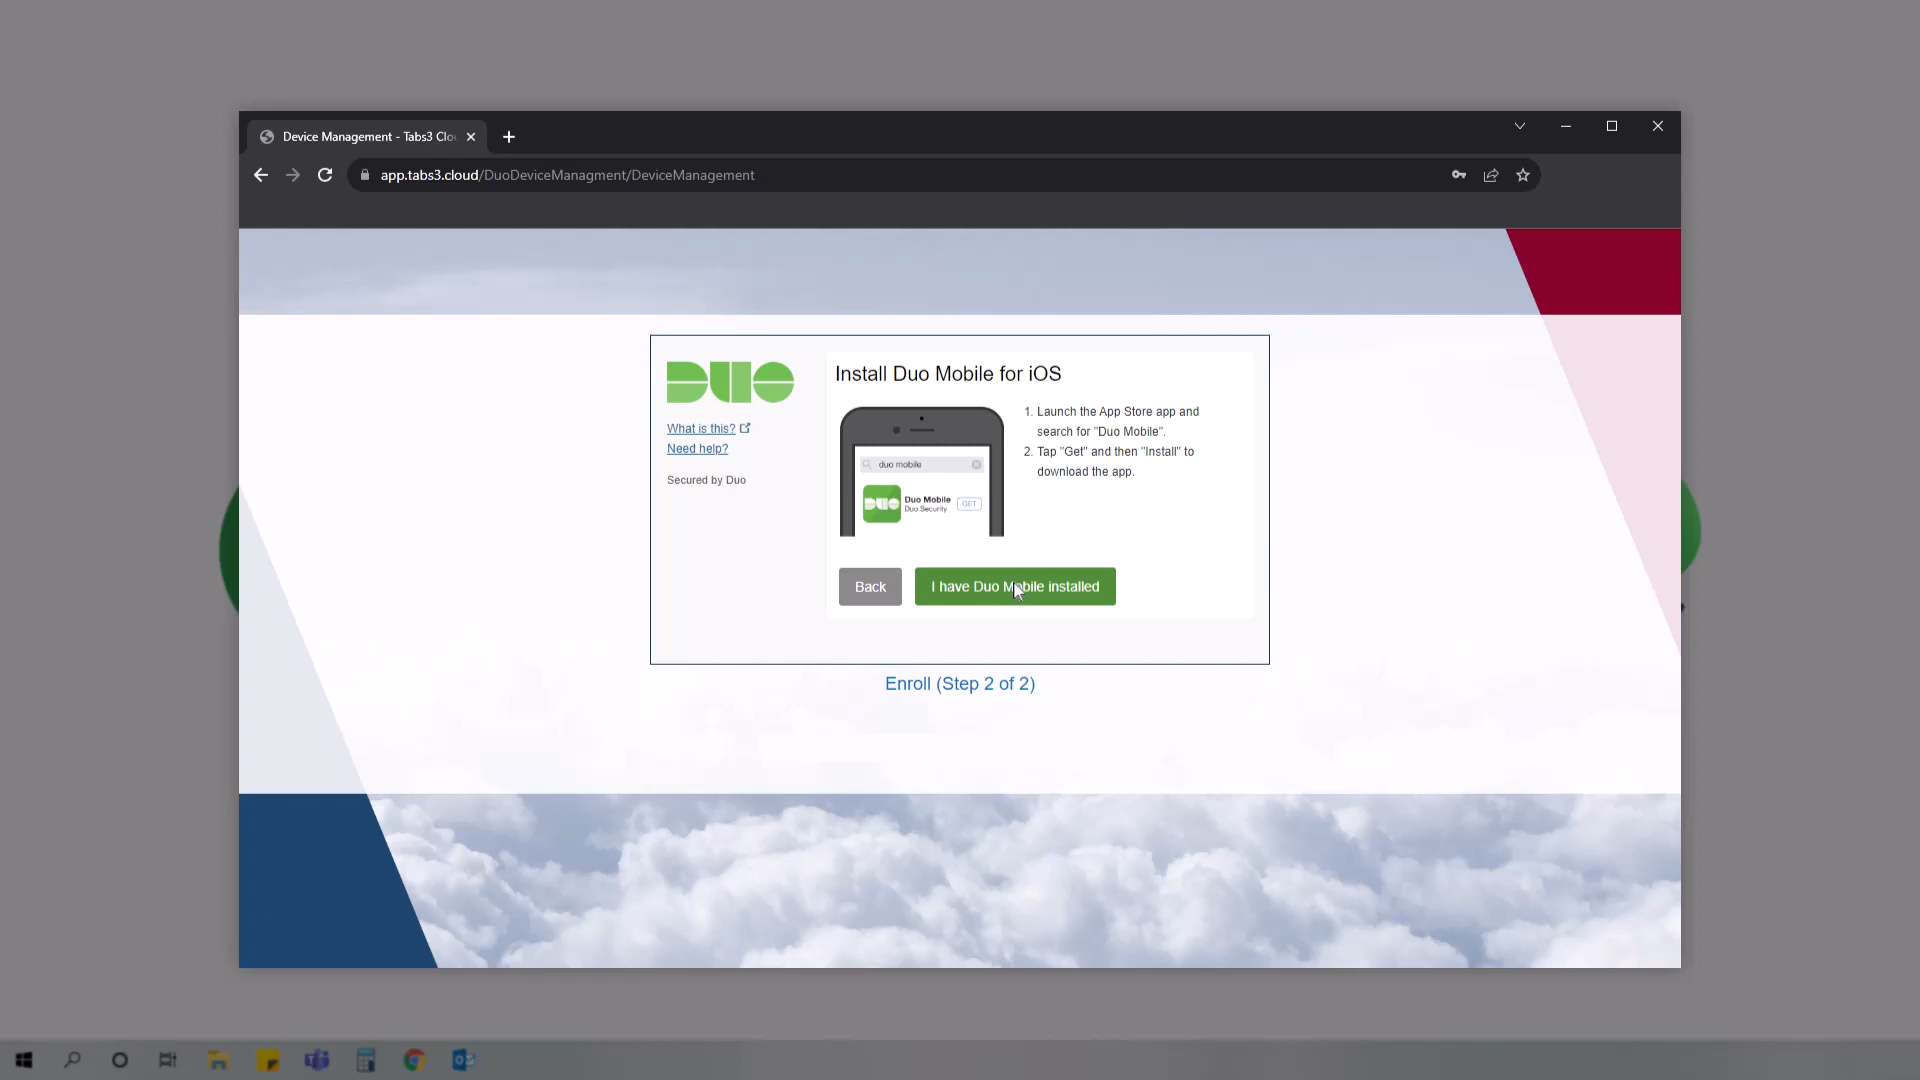 Device Management - Tabs3 Clo
app.tabs3.cloud/DuoDeviceManagment/DeviceManagement
DUO
What is this?
Need help?
Secured by Duo
Install Duo Mobile for iOS
duo mobile
DUO
Duo Mobile
Duo Security
GET
1. Launch the App Store app and
search for "Duo Mobile".
2. Tap "Get" and then "Install" to
download the app.
Back
I have Duo Mobile installed
Enroll (Step 2 of 2)